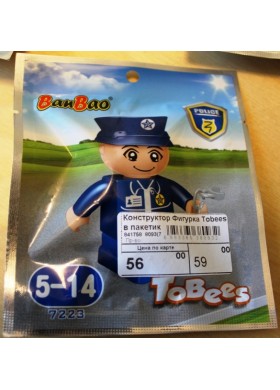 BanBao
POLICE
Конструктор Фигурка Tobees
в пакетик
Цена по карте
56 00
59 00
5-14
7223
ToBees